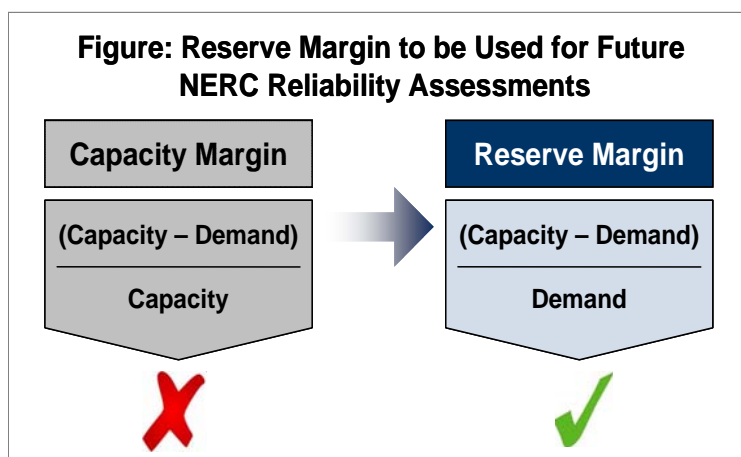 Figure: Reserve Margin to be Used for Future
NERC Reliability Assessments
Capacity Margin
Reserve Margin
(Capacity – Demand)
Capacity
(Capacity – Demand)
Demand